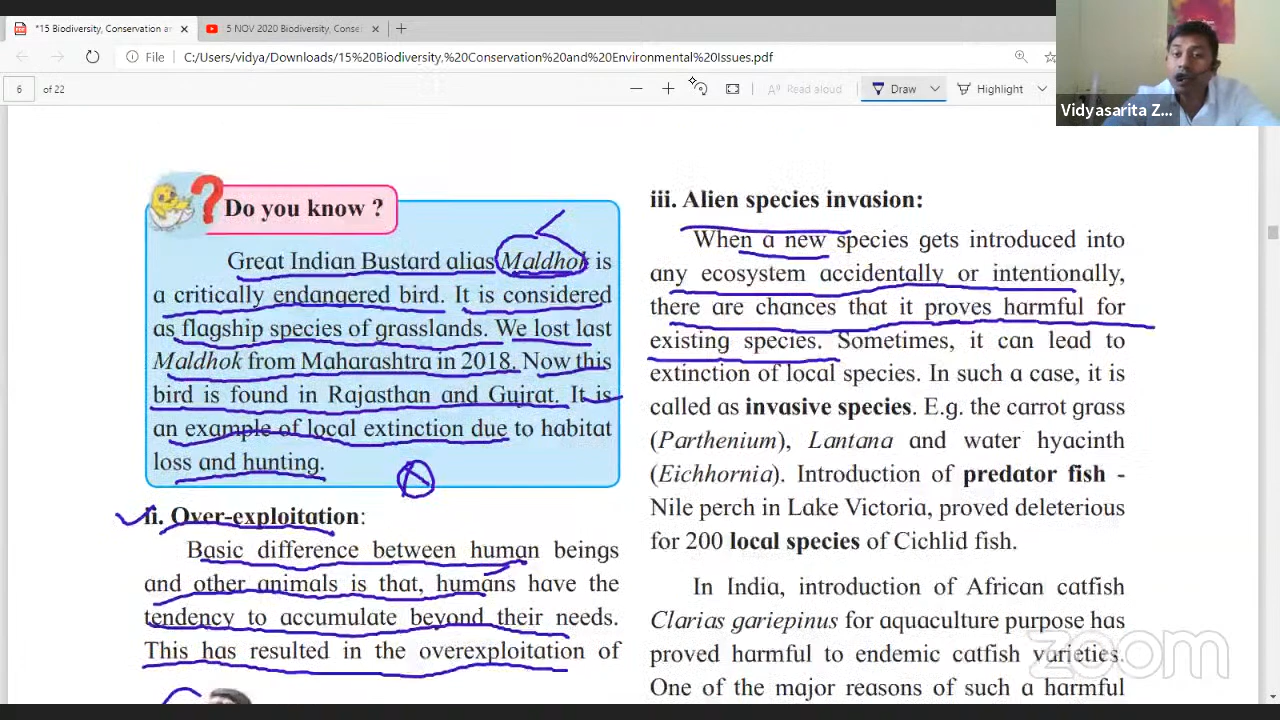 *15 Biodiversity, Conservation a
5 NOV 2020 Biodiversity, Conse
File C:/Users/vidya/Downloads/15%20Biodiversity,%20Conservation%20and%20Environmental%20Issues.pdf
6 of 22
Read aloud Draw Highlight
Vidyasarita Z...
Do you know ?
Great Indian Bustard alias Maldhok is
a critically endangered bird. It is considered
as flagship species of grasslands. We lost last
Maldhok from Maharashtra in 2018. Now this
bird is found in Rajasthan and Gujrat. It is
an example of local extinction due to habitat
loss and hunting.
ii. Over-exploitation:
Basic difference between human beings
and other animals is that, humans have the
tendency to accumulate beyond their needs.
This has resulted in the overexploitation of
iii. Alien species invasion:
When a new species gets introduced into
any ecosystem accidentally or intentionally,
there are chances that it proves harmful for
existing species. Sometimes, it can lead to
extinction of local species. In such a case, it is
called as invasive species. E.g. the carrot grass
(Parthenium), Lantana and water hyacinth
(Eichhornia). Introduction of predator fish -
Nile perch in Lake Victoria, proved deleterious
for 200 local species of Cichlid fish.
In India, introduction of African catfish
Clarias gariepinus for aquaculture purpose has
proved harmful to endemic catfish varieties.
One of the major reasons of such a harmful
zoom